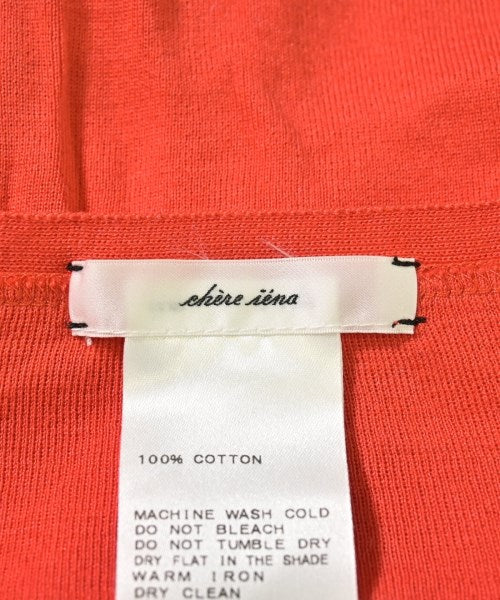 chère iéna
100% COTTON
MACHINE WASH COLD
DO NOT BLEACH
DO NOT TUMBLE DRY
DRY FLAT IN THE SHADE
WARM IRON
DRY CLEAN